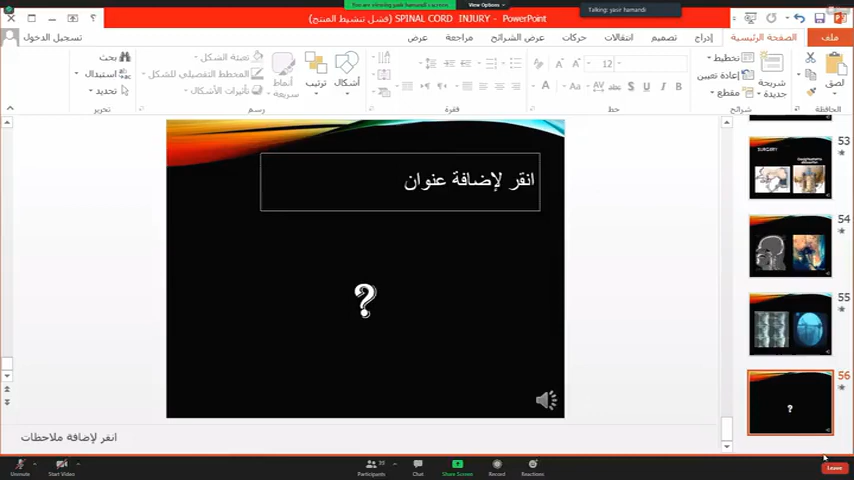 You are viewing yasir hamandi's screen
View Options
Talking: yasir hamandi
SPINAL CORD INJURY (فشل تنشيط المنتج) - PowerPoint
ملف
الصفحة الرئيسية
إدراج
تصميم
انتقالات
حركات
عرض الشرائح
مراجعة
عرض
تسجيل الدخول
لصق
الحافظة
شريحة جديدة
تخطيط
إعادة تعيين
مقطع
شرائح
12
خط
فقرة
أشكال
ترتيب
أنماط سريعة
تعبئة الشكل
المخطط التفصيلي للشكل
تأثيرات الأشكال
رسم
بحث
استبدال
تحديد
تحرير
انقر لإضافة عنوان
?
53
SURGERY
54
55
56
?
انقر لإضافة ملاحظات
Unmute
Start Video
Participants
Chat
Share Screen
Record
Reactions
Leave